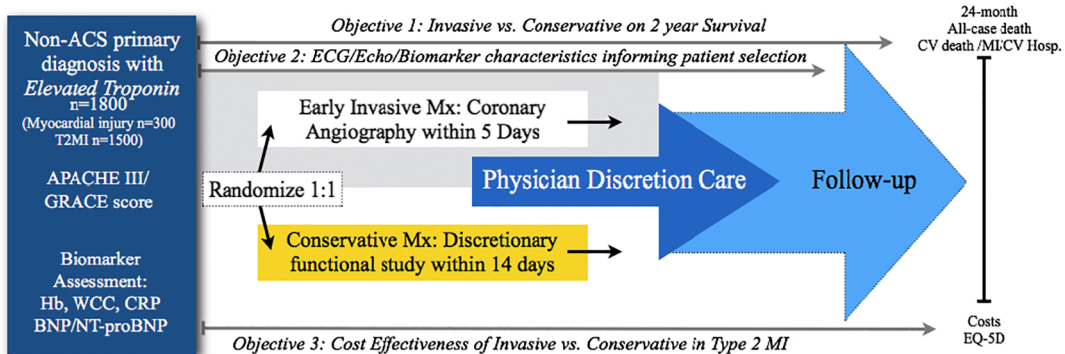 Objective 1: Invasive vs. Conservative on 2 year Survival
Objective 2: ECG/Echo/Biomarker characteristics informing patient selection
Non-ACS primary
diagnosis with
Elevated Troponin
n=1800
(Myocardial injury n=300
T2MI n=1500)
APACHE III/
GRACE score
Biomarker
Assessment:
Hb, WCC, CRP
BNP/NT-proBNP
Randomize 1:1
Early Invasive Mx: Coronary
Angiography within 5 Days
Conservative Mx: Discretionary
functional study within 14 days
Physician Discretion Care
Follow-up
24-month
All-case death
CV death /MI/CV Hosp.
Costs
EQ-5D
Objective 3: Cost Effectiveness of Invasive vs. Conservative in Type 2 MI